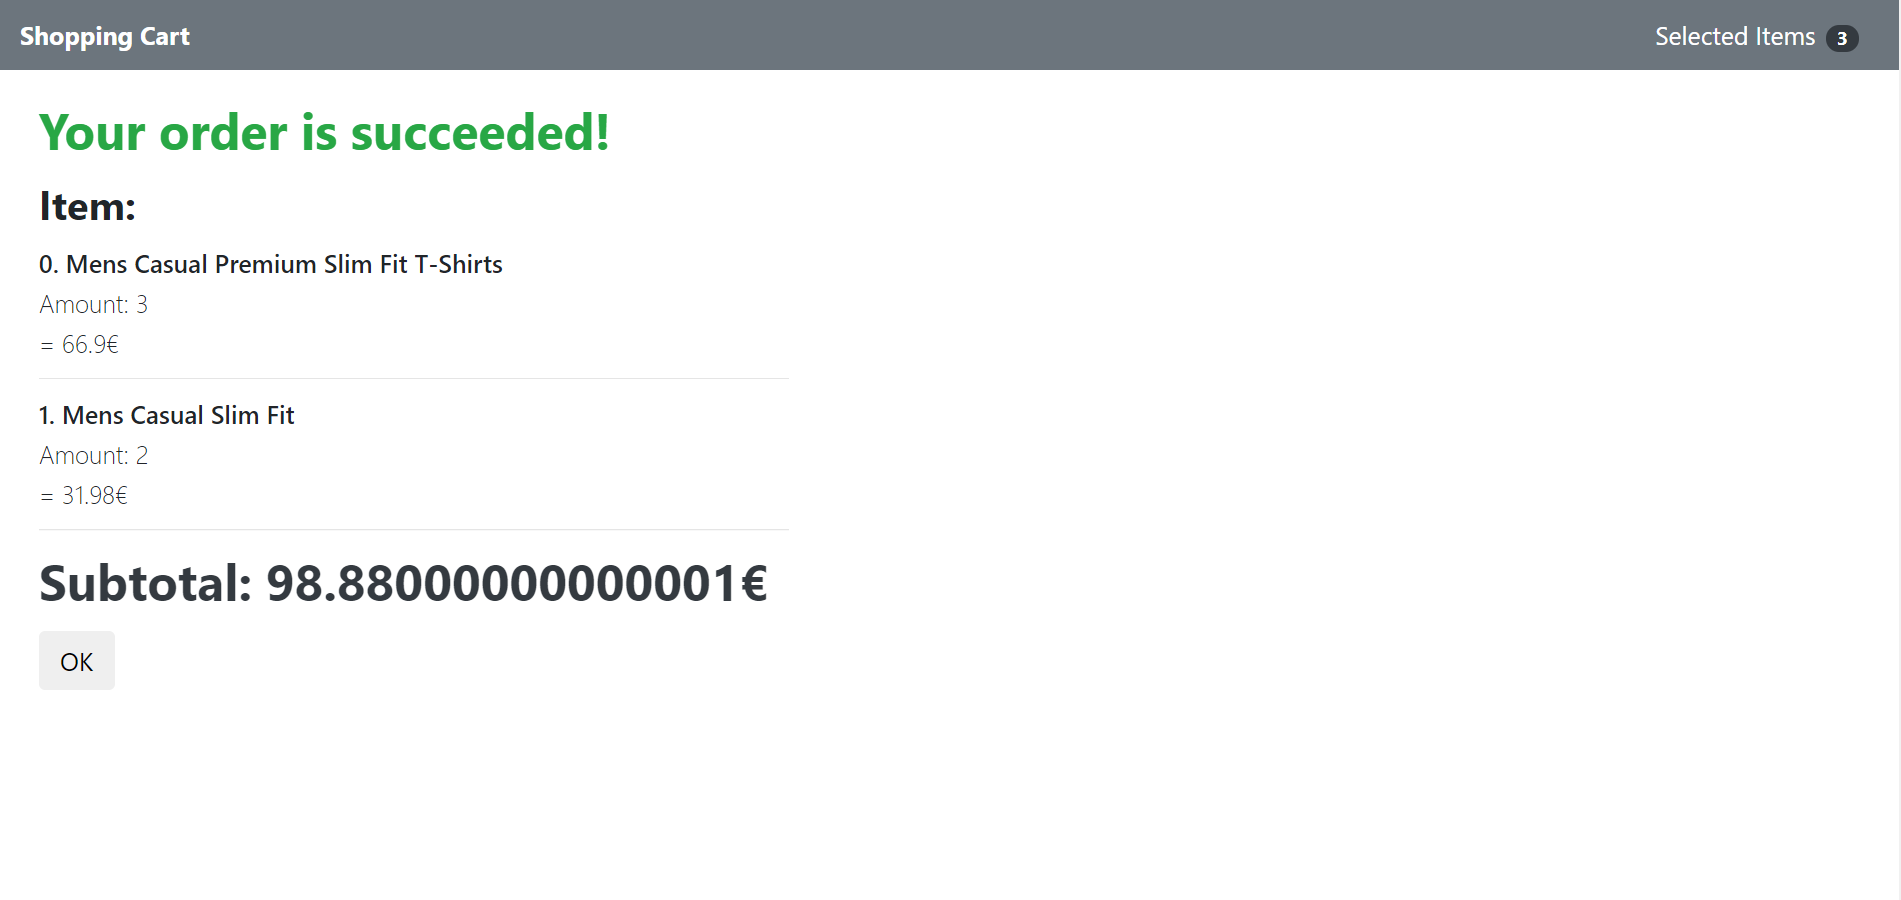 Shopping Cart
Selected Items 3
Your order is succeeded!
Item:
0. Mens Casual Premium Slim Fit T-Shirts
Amount: 3
= 66.9€
1. Mens Casual Slim Fit
Amount: 2
= 31.98€
Subtotal: 98.88000000000001€
OK